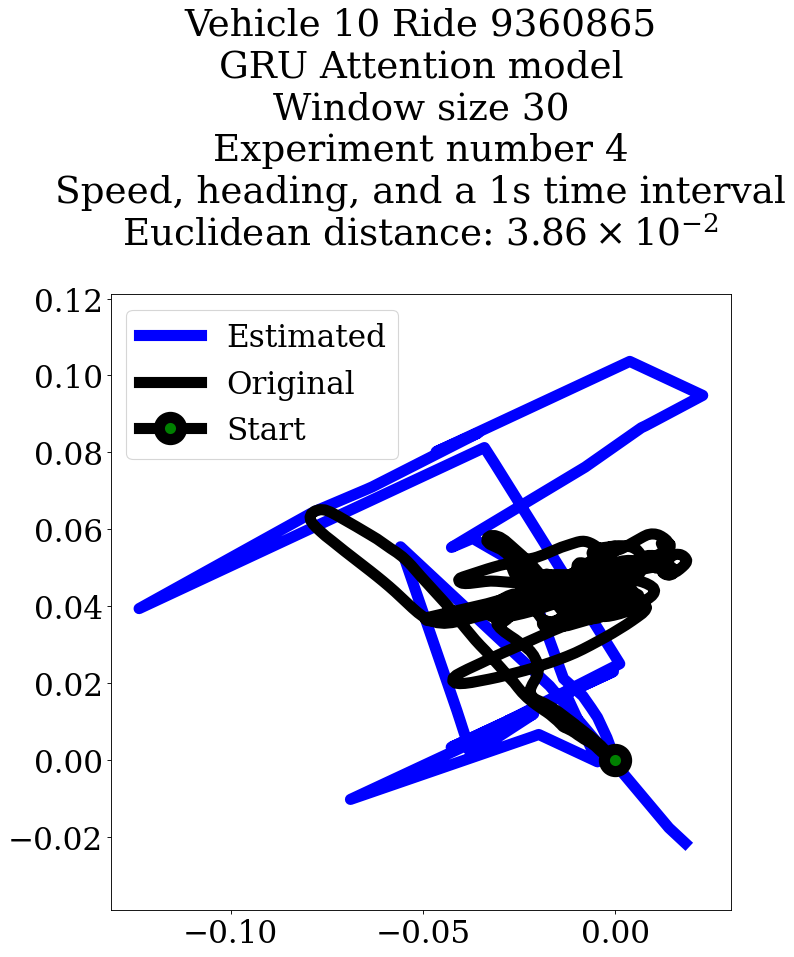 Vehicle 10 Ride 9360865
GRU Attention model
Window size 30
Experiment number 4
Speed, heading, and a 1s time interval
Euclidean distance: 3.86 × 10⁻²
0.12
0.10
0.08
0.06
0.04
0.02
0.00
−0.02
Estimated
Original
Start
−0.10 −0.05 0.00